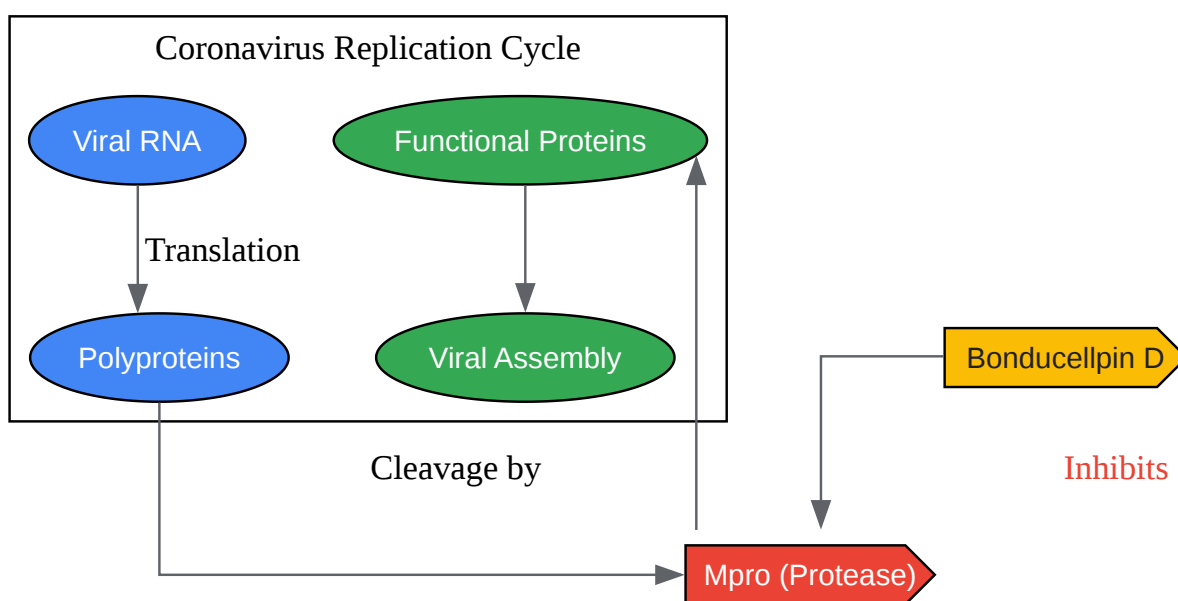 Coronavirus Replication Cycle
Viral RNA
Functional Proteins
Translation
Polyproteins
Viral Assembly
Bonducellpin D
Cleavage by
Inhibits
Mpro (Protease)